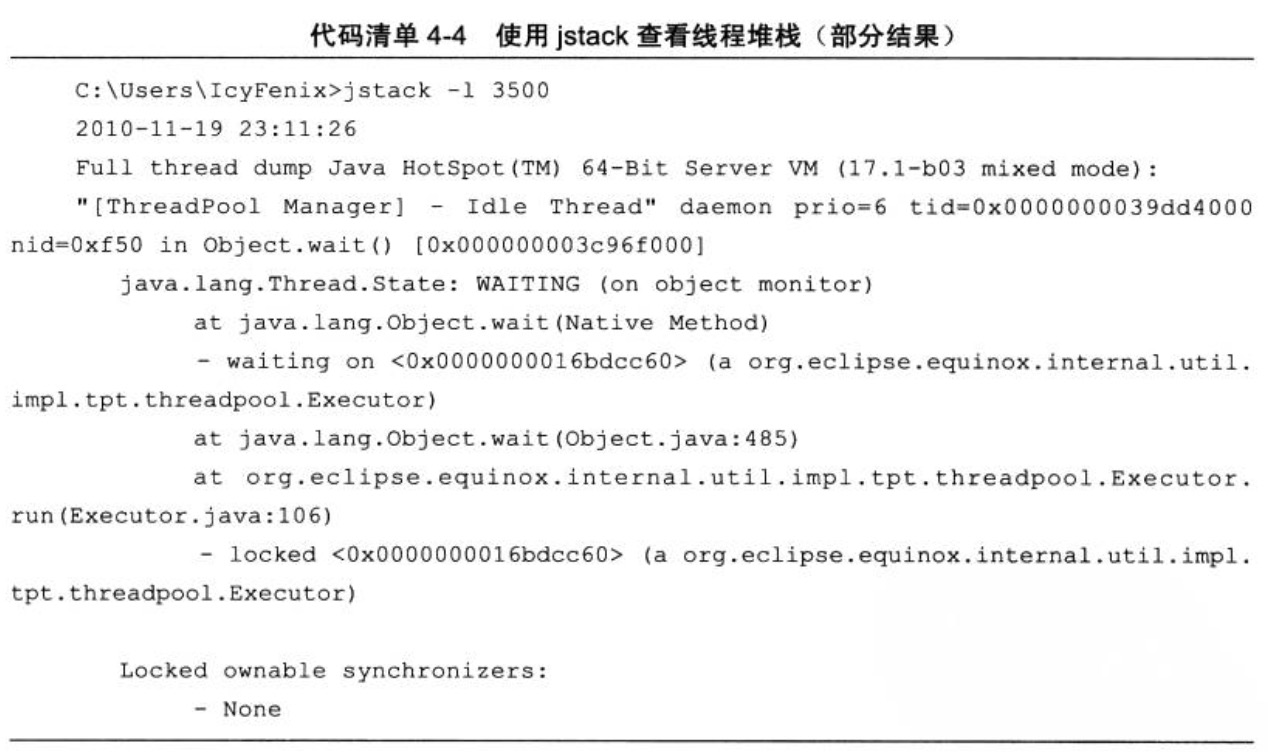 代码清单 4-4 使用 jstack 查看线程堆栈（部分结果）
C:\Users\IcyFenix>jstack -l 3500
2010-11-19 23:11:26
Full thread dump Java HotSpot(TM) 64-Bit Server VM (17.1-b03 mixed mode):
"[ThreadPool Manager] - Idle Thread" daemon prio=6 tid=0x0000000039dd4000
nid=0xf50 in Object.wait() [0x000000003c96f000]
java.lang.Thread.State: WAITING (on object monitor)
at java.lang.Object.wait(Native Method)
- waiting on <0x0000000016bdcc60> (a org.eclipse.equinox.internal.util.
impl.tpt.threadpool.Executor)
at java.lang.Object.wait(Object.java:485)
at org.eclipse.equinox.internal.util.impl.tpt.threadpool.Executor.
run(Executor.java:106)
- locked <0x0000000016bdcc60> (a org.eclipse.equinox.internal.util.impl.
tpt.threadpool.Executor)
Locked ownable synchronizers:
- None